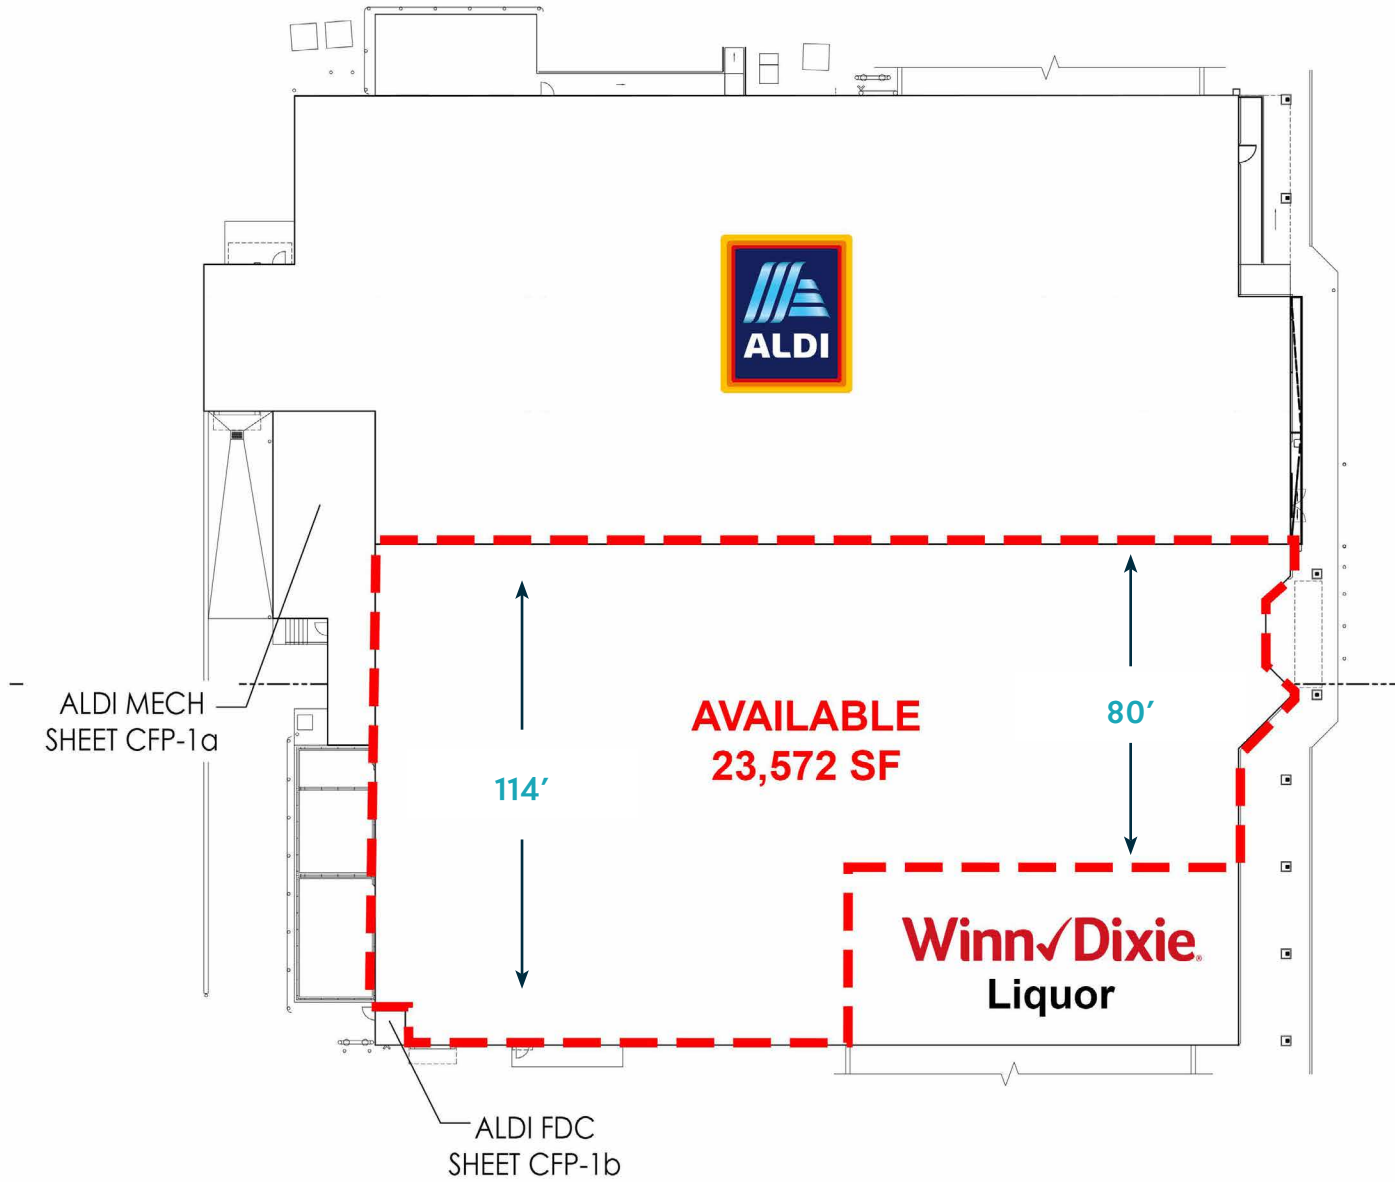 ALDI
ALDI MECH
SHEET CFP-1a
AVAILABLE
23,572 SF
80′
114′
Winn✓Dixie®
Liquor
ALDI FDC
SHEET CFP-1b